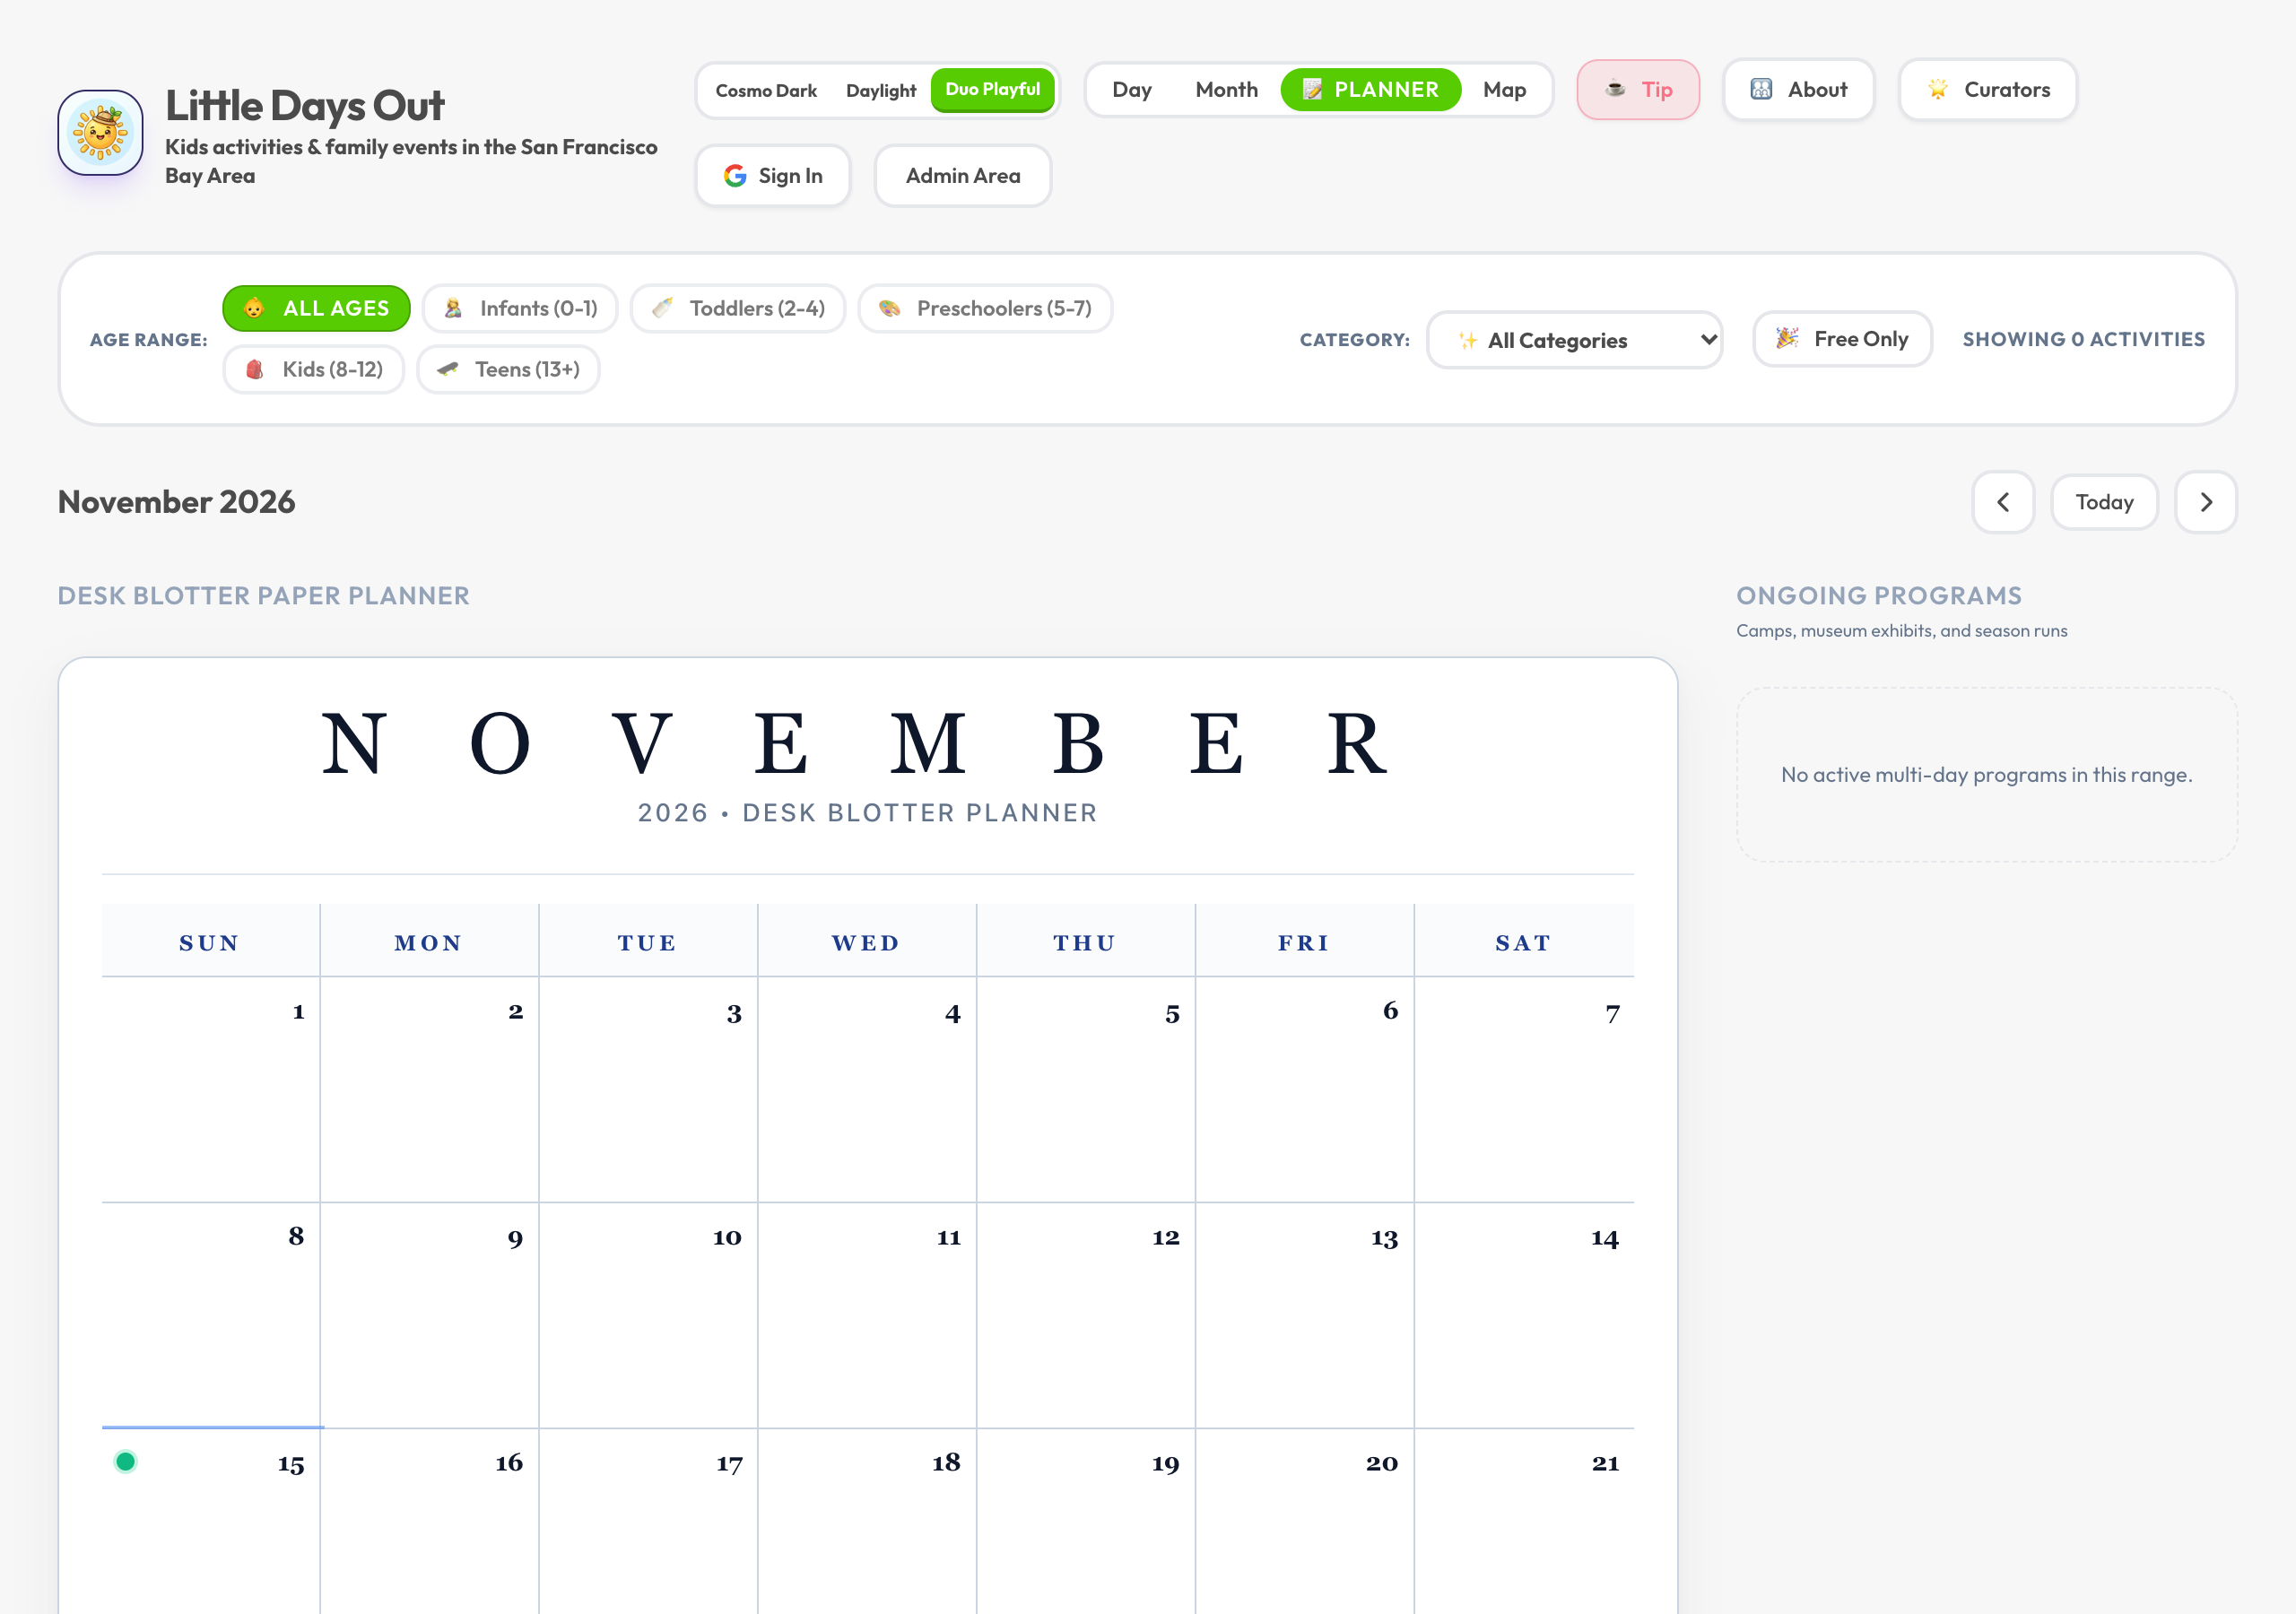 Little Days Out
Kids activities & family events in the San Francisco
Bay Area
Cosmo Dark Daylight Duo Playful
Day Month PLANNER Map
Tip
About
Curators
Sign In
Admin Area
AGE RANGE:
ALL AGES Infants (0-1) Toddlers (2-4) Preschoolers (5-7)
Kids (8-12) Teens (13+)
CATEGORY: All Categories Free Only SHOWING 0 ACTIVITIES
November 2026
Today
DESK BLOTTER PAPER PLANNER
NOVEMBER
2026 • DESK BLOTTER PLANNER
SUN MON TUE WED THU FRI SAT
1 2 3 4 5 6 7
8 9 10 11 12 13 14
15 16 17 18 19 20 21
ONGOING PROGRAMS
Camps, museum exhibits, and season runs
No active multi-day programs in this range.